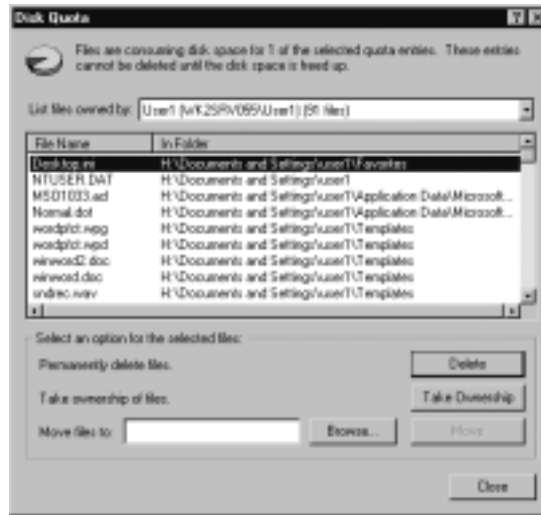 Disk Quota
Files are consuming disk space for 1 of the selected quota entries. These entries
cannot be deleted until the disk space is freed up.
List files owned by: User1 (WK2SRV055\User1) (91 files)
File Name In Folder
Desktop.ini H:\Documents and Settings\user1\Favorites
NTUSER.DAT H:\Documents and Settings\user1
MSO1033.acl H:\Documents and Settings\user1\Application Data\Microsoft...
Normal.dot H:\Documents and Settings\user1\Application Data\Microsoft...
wordpfct.wpg H:\Documents and Settings\user1\Templates
wordpfct.wpd H:\Documents and Settings\user1\Templates
winword2.doc H:\Documents and Settings\user1\Templates
winword.doc H:\Documents and Settings\user1\Templates
sndrec.wav H:\Documents and Settings\user1\Templates
Select an option for the selected files:
Permanently delete files. Delete
Take ownership of files. Take Ownership
Move files to: Browse... Move
Close